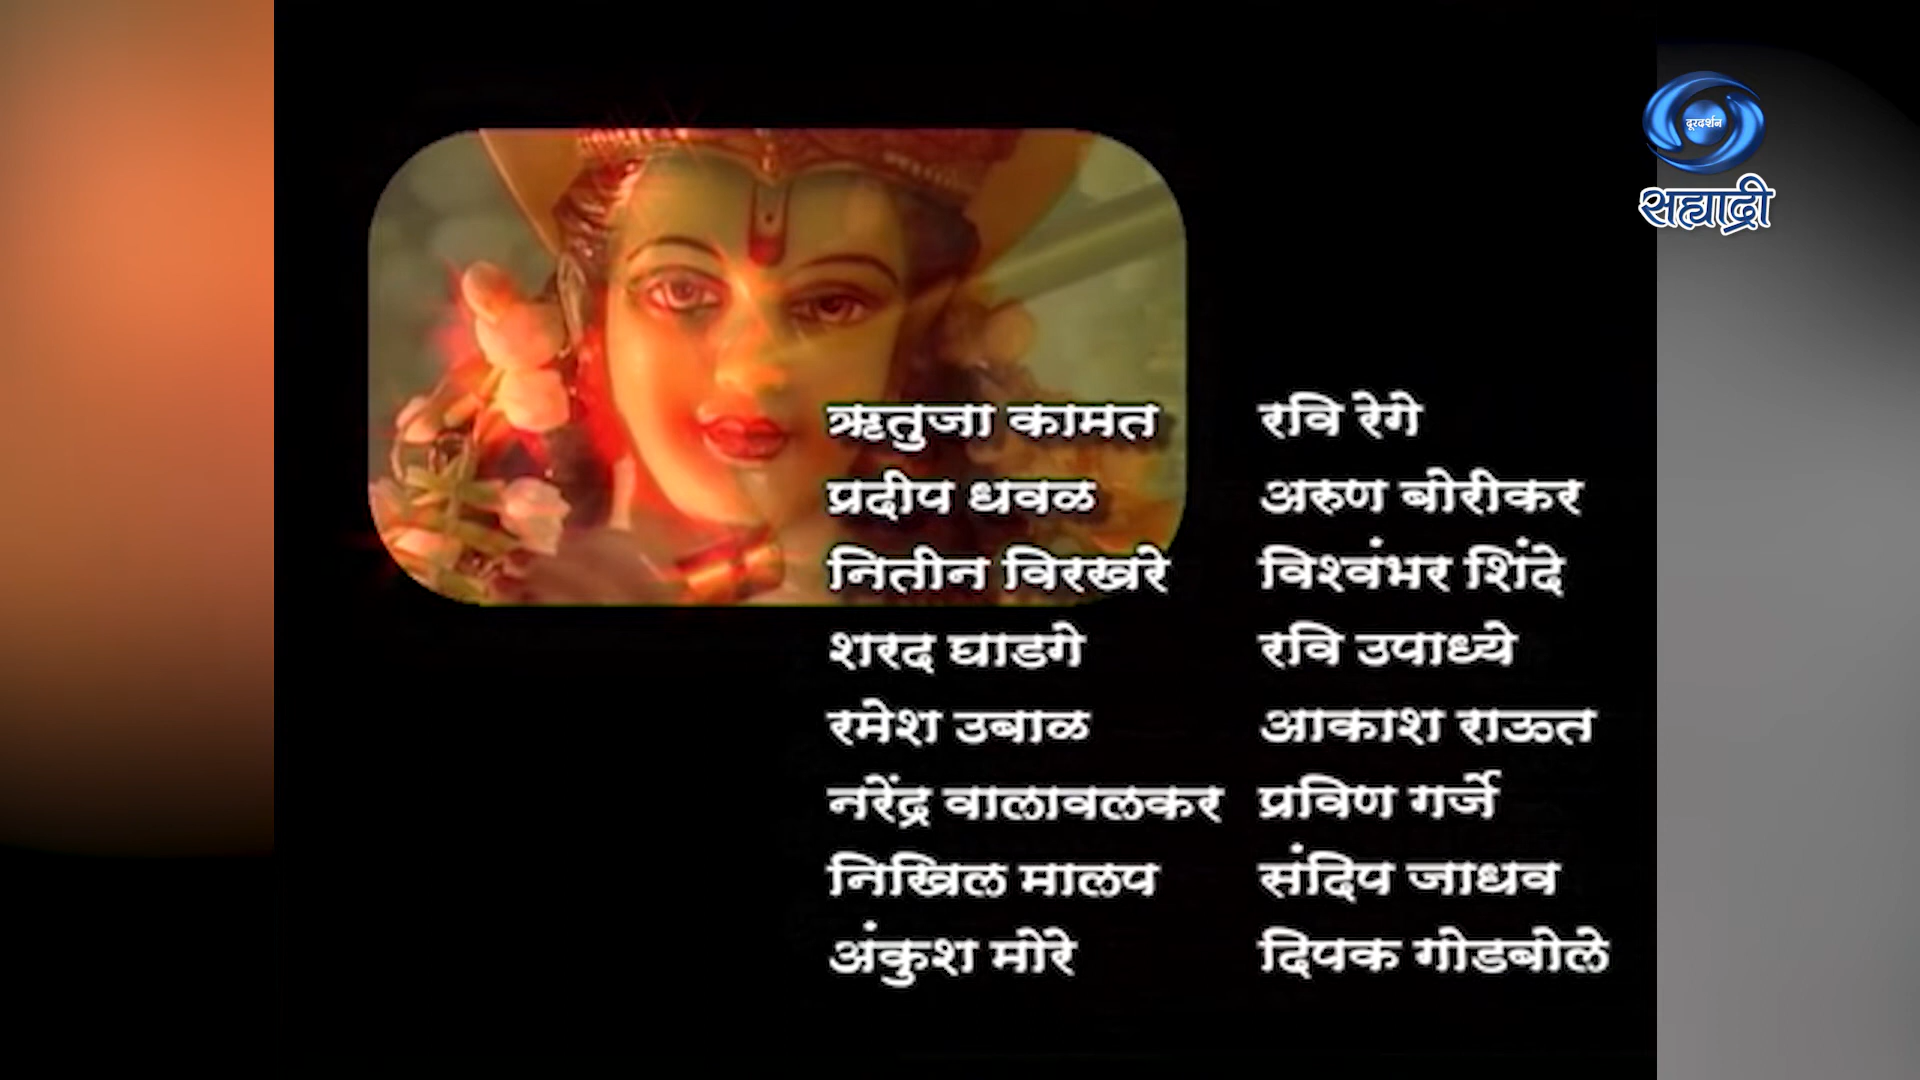 दूरदर्शन
सह्याद्री
ऋतुजा कामत रवि रेगे
प्रदीप धवळ अरुण बोरीकर
नितीन विरखरे विश्वंभर शिंदे
शरद घाडगे रवि उपाध्ये
रमेश उबाळ आकाश राऊत
नरेंद्र वालावलकर प्रविण गर्जे
निखिल मालप संदिप जाधव
अंकुश मोरे दिपक गोडबोले